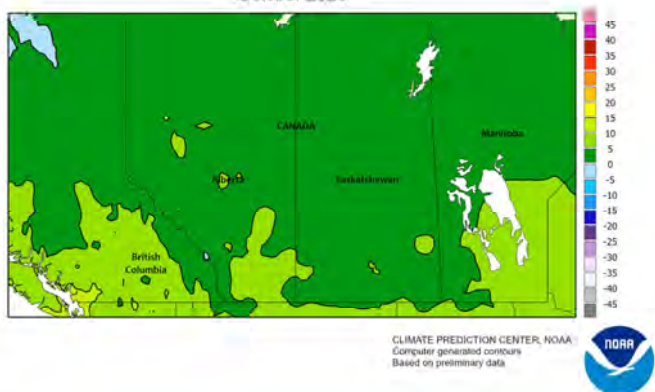 CANADA
Manitoba
Alberta
Saskatchewan
British
Columbia
45
40
35
30
25
20
15
10
5
0
-5
-10
-15
-20
-25
-30
-35
-40
-45
CLIMATE PREDICTION CENTER, NOAA
Computer generated contours
Based on preliminary data
NOAA